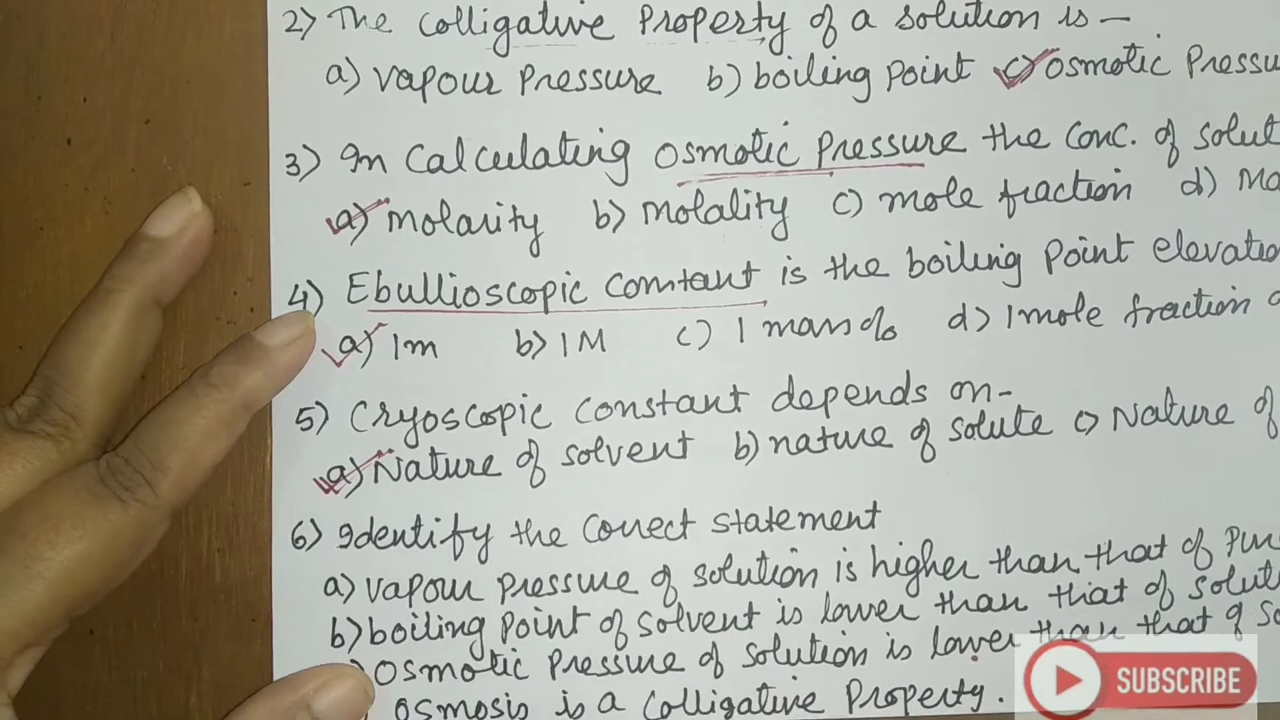 2) The colligative Property of a solution is –
a) vapour Pressure b) boiling Point c) osmotic Pressu
3) In Calculating osmotic Pressure the Conc. of solut
a) molarity b) molality c) mole fraction d) Ma
4) Ebullioscopic constant is the boiling Point elevatio
a) 1m b) 1M c) 1 mass % d) 1mole fraction o
5) Cryoscopic constant depends on-
a) Nature of solvent b) nature of solute c) Nature of
6) Identify the Correct statement
a) vapour pressure of solution is higher than that of Pur
b) boiling Point of solvent is lower than that of soluti
Osmotic Pressure of solution is lower than that of so
Osmosis is a Colligative Property.
SUBSCRIBE